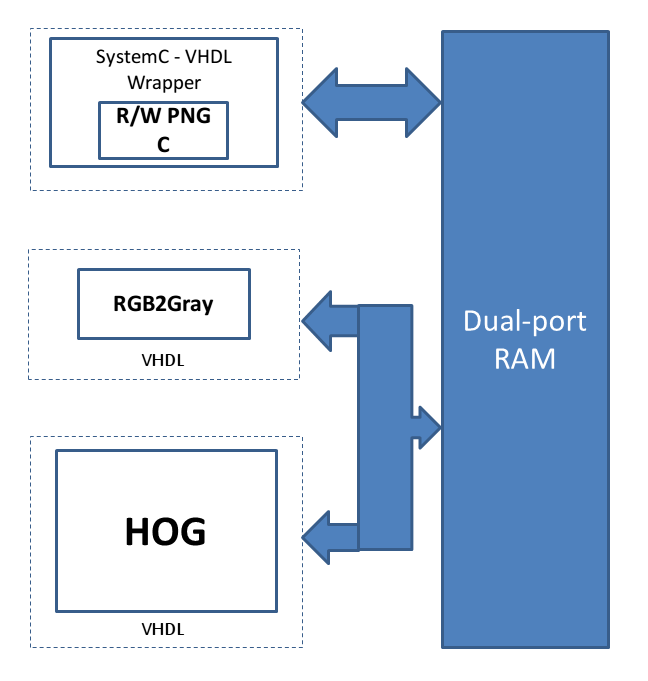 SystemC - VHDL
Wrapper
R/W PNG
C
RGB2Gray
VHDL
HOG
VHDL
Dual-port
RAM